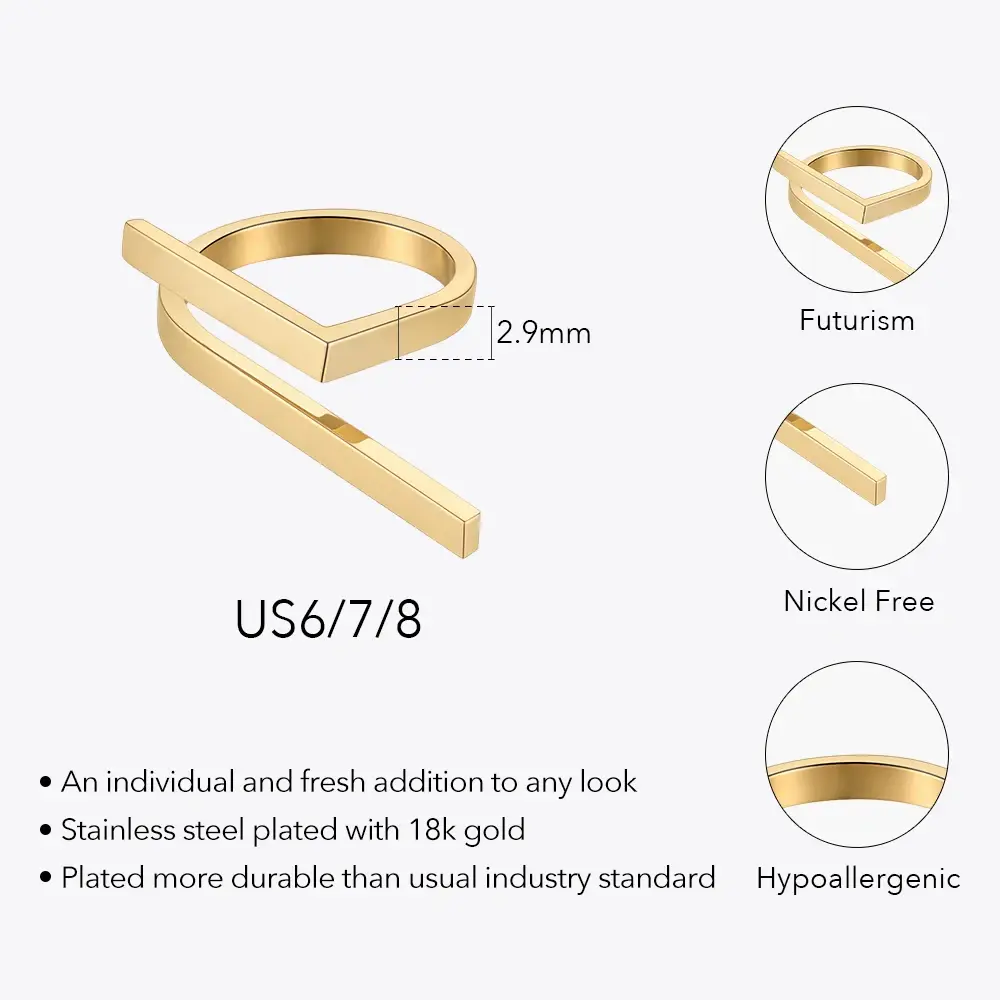 2.9mm
US6/7/8
Futurism
Nickel Free
Hypoallergenic
• An individual and fresh addition to any look
• Stainless steel plated with 18k gold
• Plated more durable than usual industry standard